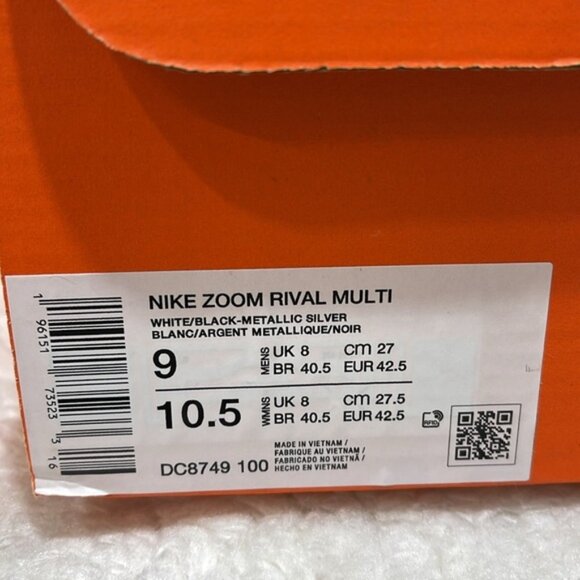 NIKE ZOOM RIVAL MULTI
WHITE/BLACK-METALLIC SILVER
BLANC/ARGENT METALLIQUE/NOIR
9 MENS UK 8 cm 27
BR 40.5 EUR 42.5
10.5 WMNS UK 8 cm 27.5
BR 40.5 EUR 42.5
RFID
DC8749 100
MADE IN VIETNAM /
FABRIQUE AU VIETNAM /
FABRICADO NO VIETNÃ /
HECHO EN VIETNAM
1 96151 73523 3 16